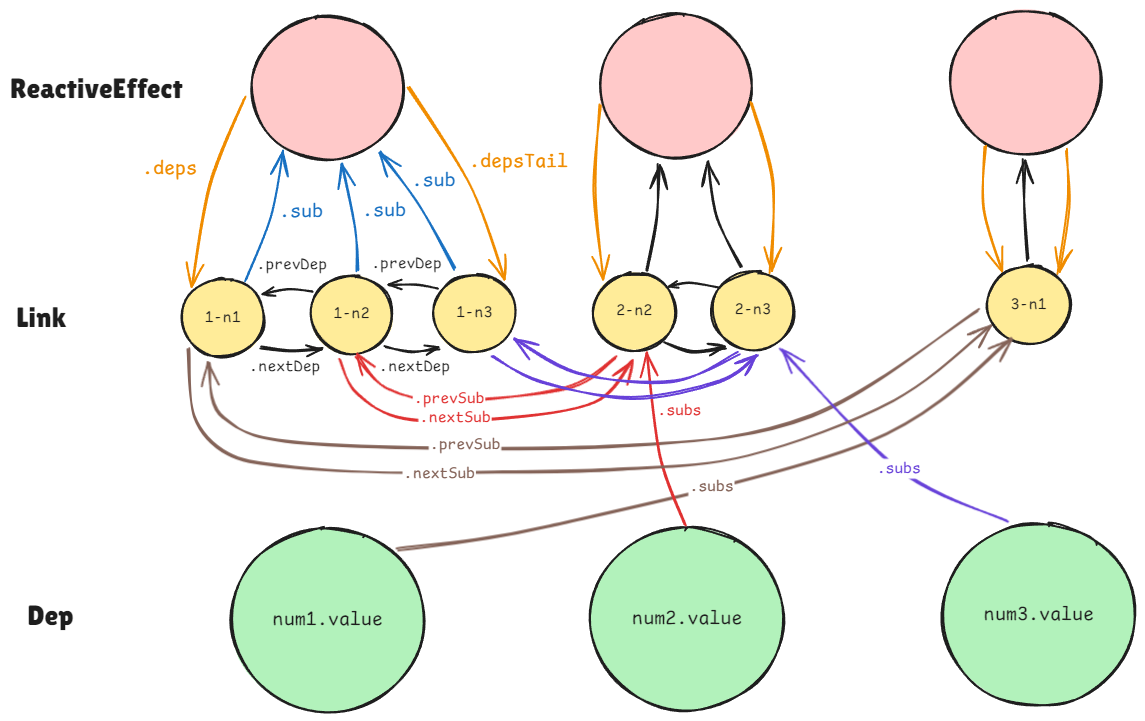 ReactiveEffect
.deps
.depsTail
.sub
.sub
.sub
.prevDep
.prevDep
Link
1-n1
1-n2
1-n3
2-n2
2-n3
3-n1
.nextDep
.nextDep
.prevSub
.nextSub
.subs
.prevSub
.nextSub
.subs
.subs
Dep
num1.value
num2.value
num3.value